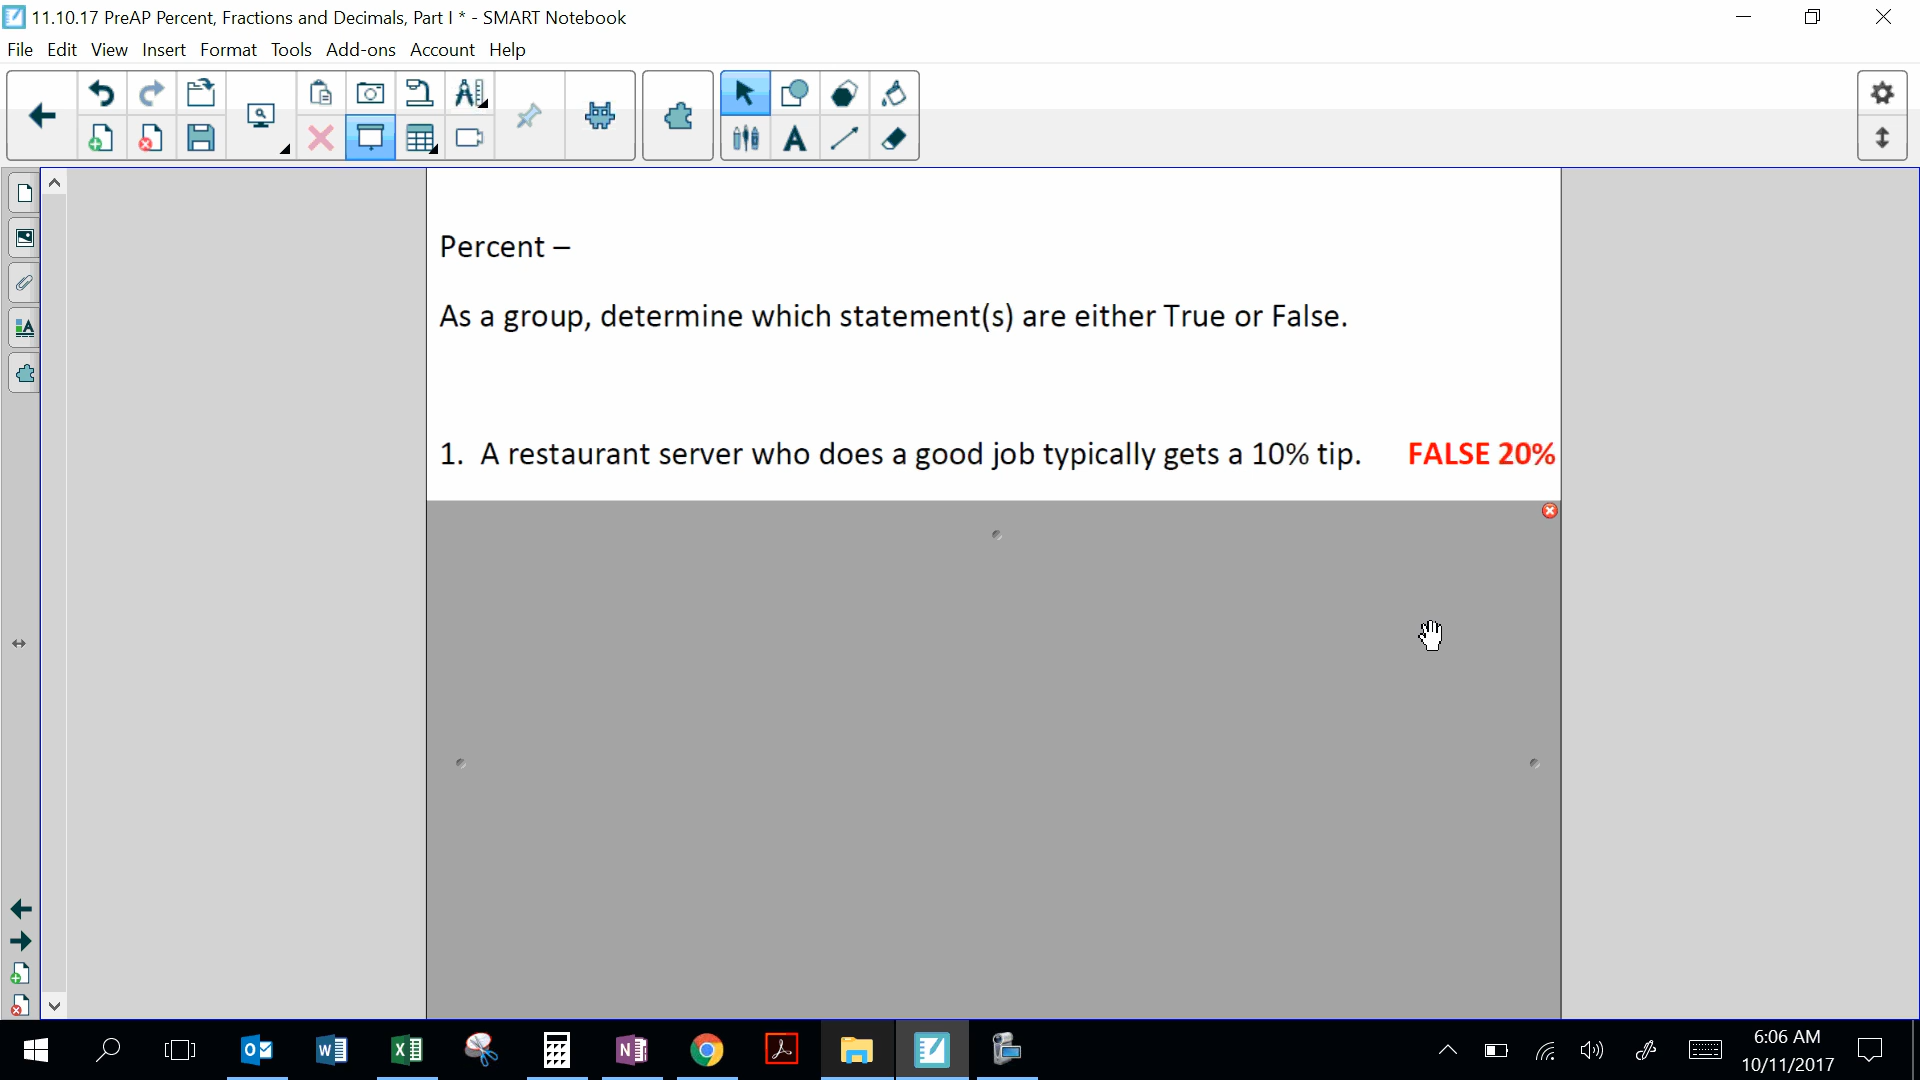 11.10.17 PreAP Percent, Fractions and Decimals, Part I * - SMART Notebook
File Edit View Insert Format Tools Add-ons Account Help
Percent –
As a group, determine which statement(s) are either True or False.
1. A restaurant server who does a good job typically gets a 10% tip. FALSE 20%
6:06 AM
10/11/2017